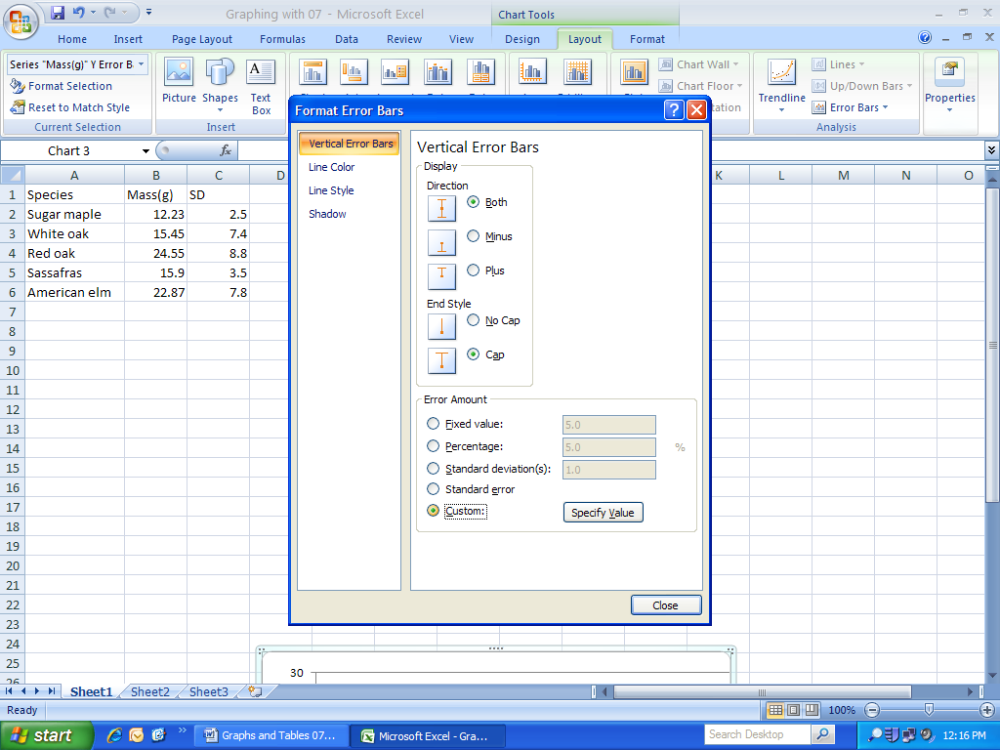 Graphing with 07 - Microsoft Excel
Chart Tools
Home Insert Page Layout Formulas Data Review View Design Layout Format
Series "Mass(g)" Y Error B
Format Selection
Reset to Match Style
Current Selection
Picture
Shapes
Text
Box
Insert
Chart Wall
Chart Floor
Trendline
Lines
Up/Down Bars
Error Bars
Analysis
Properties
Chart 3
fx
A B C D K L M N O
1 Species Mass(g) SD
2 Sugar maple 12.23 2.5
3 White oak 15.45 7.4
4 Red oak 24.55 8.8
5 Sassafras 15.9 3.5
6 American elm 22.87 7.8
7
8
9
10
11
12
13
14
15
16
17
18
19
20
21
22
23
24
25
26
Format Error Bars
?
Vertical Error Bars
Line Color
Line Style
Shadow
Vertical Error Bars
Display
Direction
Both
Minus
Plus
End Style
No Cap
Cap
Error Amount
Fixed value: 5.0
Percentage: 5.0 %
Standard deviation(s): 1.0
Standard error
Custom: Specify Value
Close
30
Sheet1 Sheet2 Sheet3
Ready
100%
start
Graphs and Tables 07...
Microsoft Excel - Gra...
Search Desktop
12:16 PM